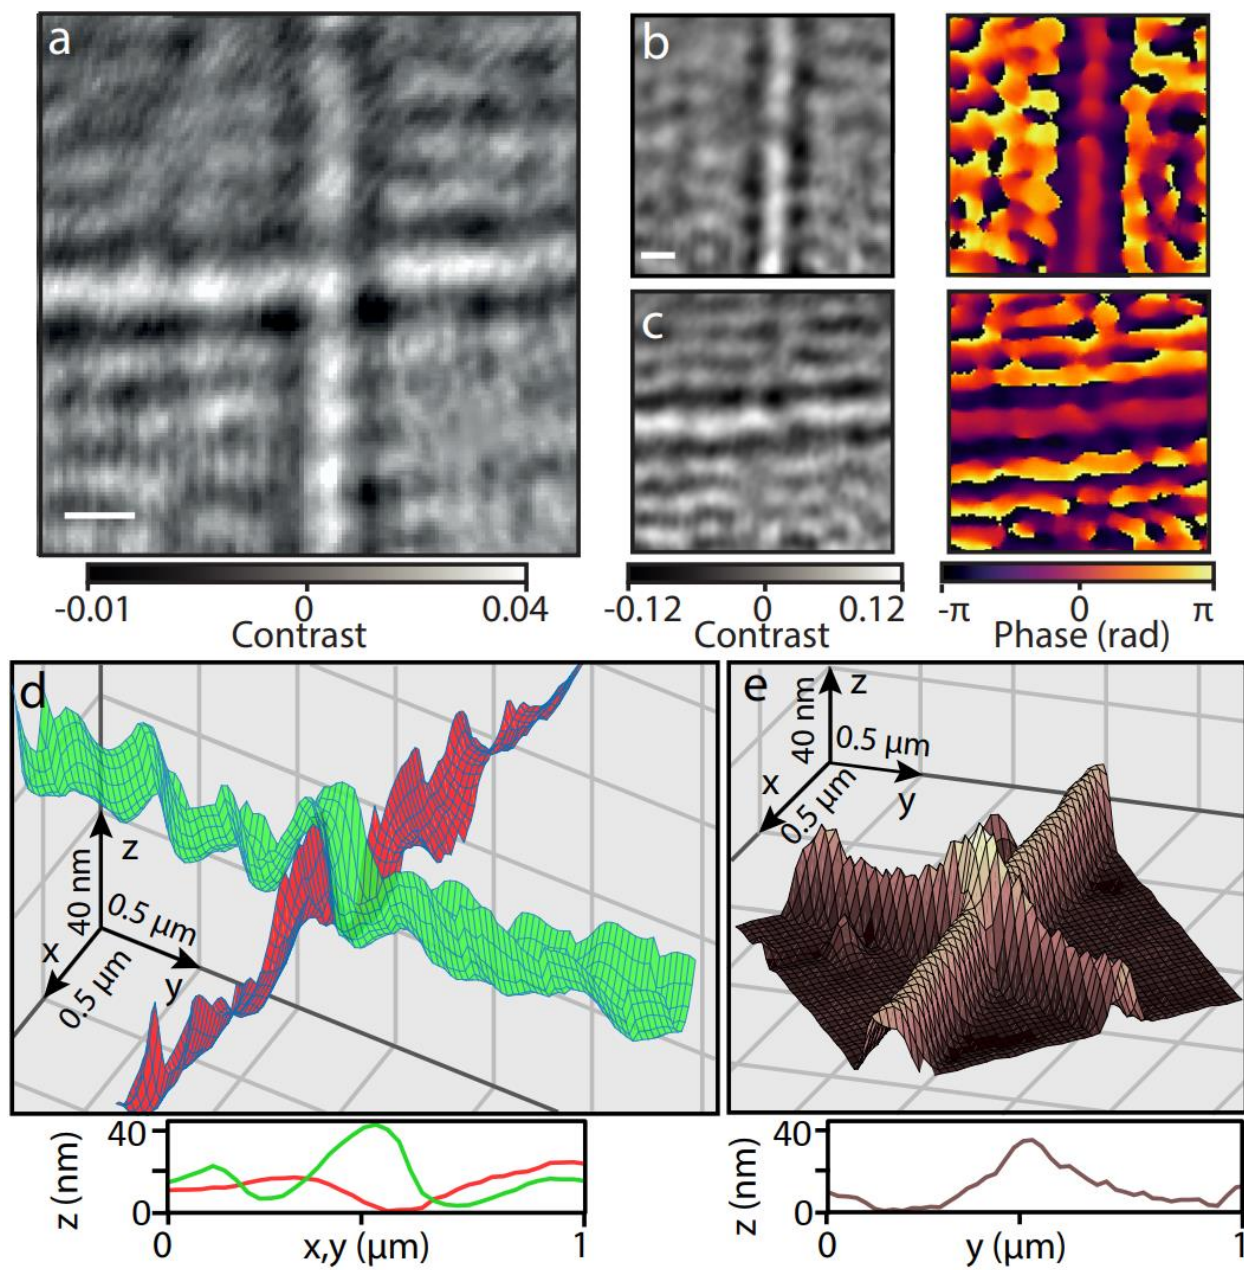 a
b
c
-0.01 0 0.04
Contrast
-0.12 0 0.12
Contrast
-π 0 π
Phase (rad)
d
z
40 nm
0.5 μm
x
0.5 μm
y
e
z
40 nm
0.5 μm
x
0.5 μm
y
40
0
z (nm)
0 x,y (μm) 1
40
0
z (nm)
0 y (μm) 1